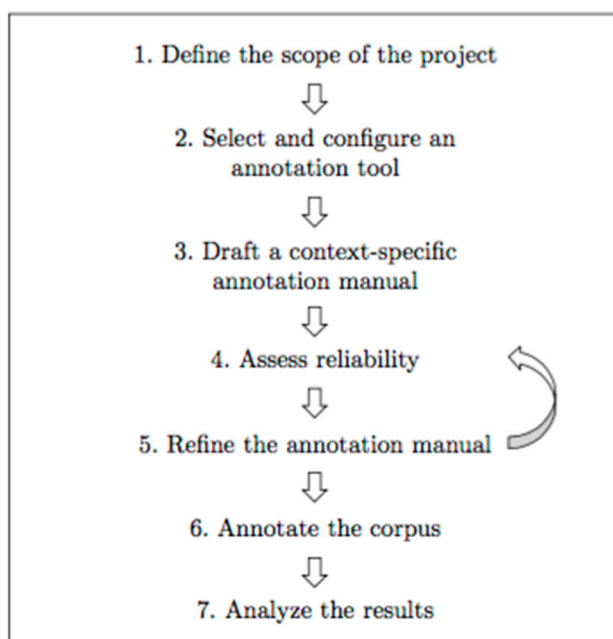 1. Define the scope of the project
2. Select and configure an
annotation tool
3. Draft a context-specific
annotation manual
4. Assess reliability
5. Refine the annotation manual
6. Annotate the corpus
7. Analyze the results